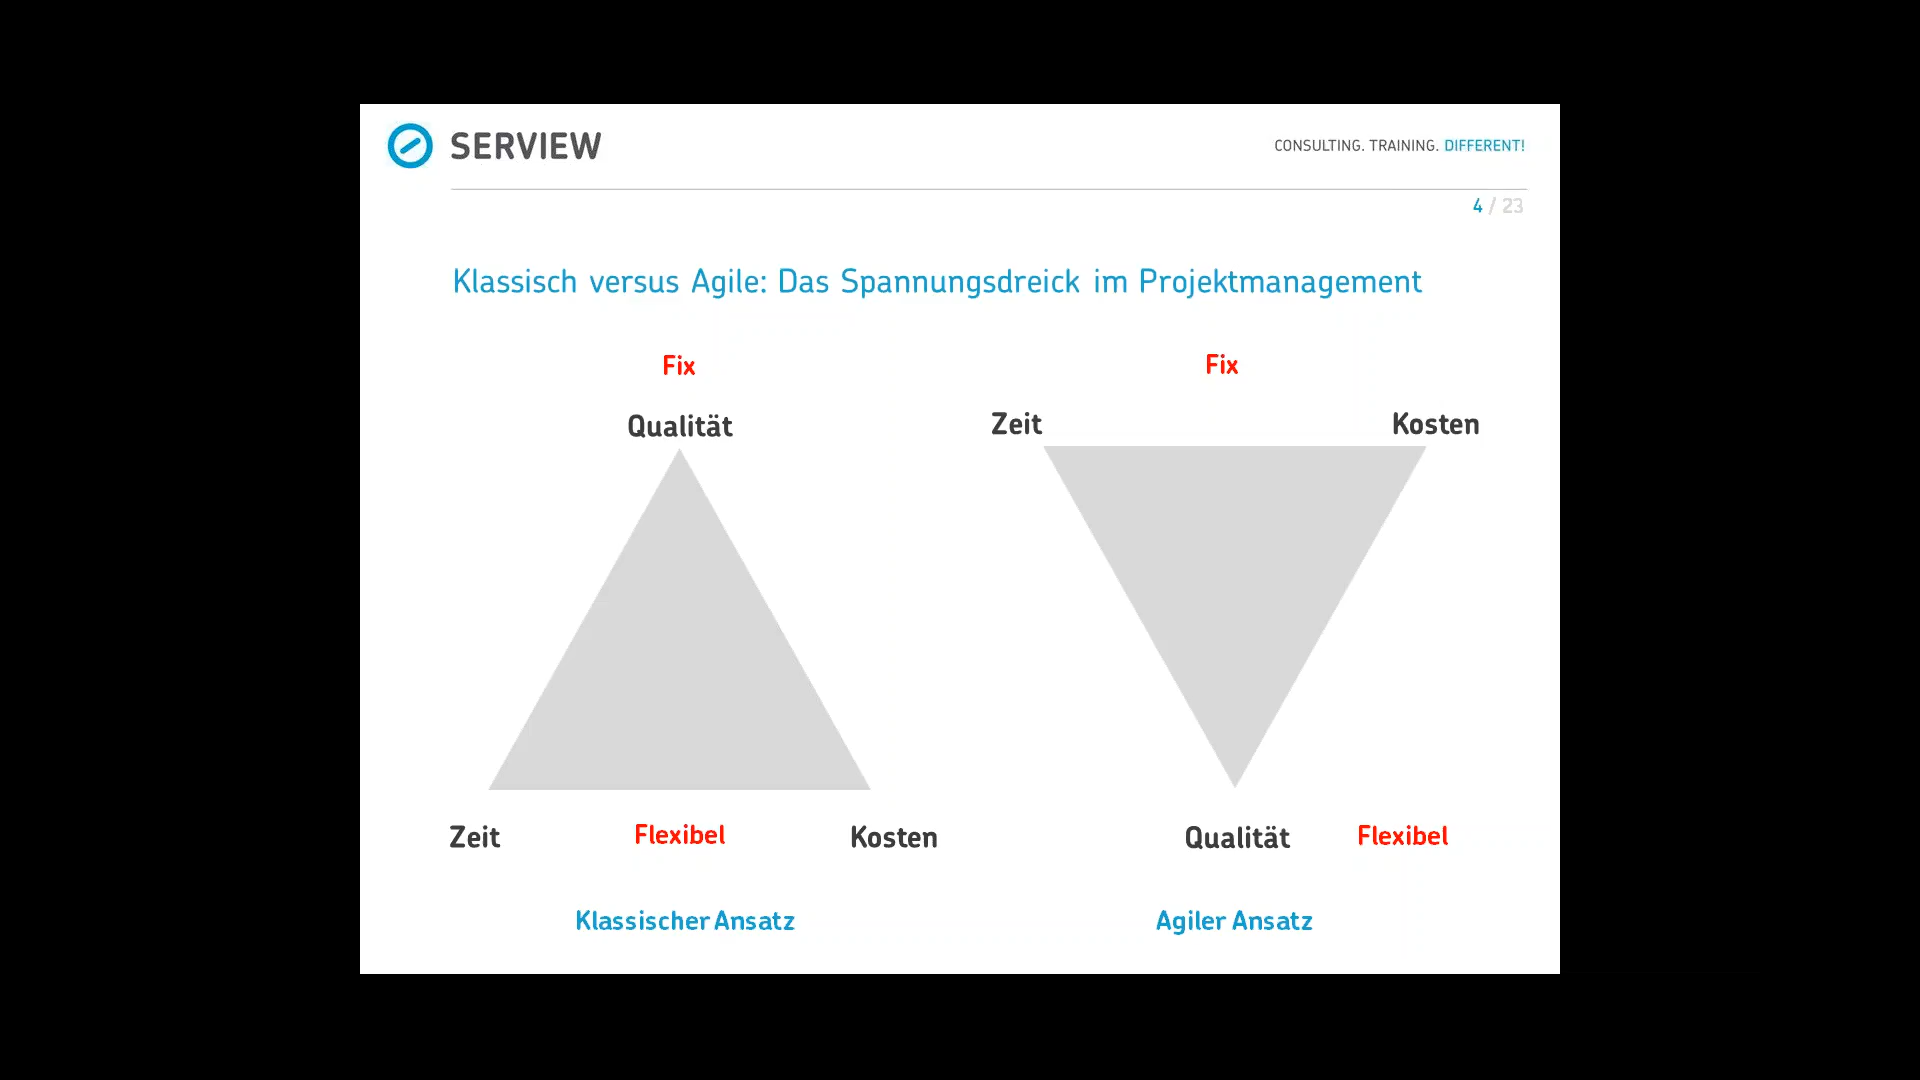 SERVIEW
CONSULTING. TRAINING. DIFFERENT!
4 / 23
Klassisch versus Agile: Das Spannungsdreick im Projektmanagement
Fix
Qualität
Zeit
Flexibel
Kosten
Klassischer Ansatz
Fix
Zeit
Kosten
Qualität
Flexibel
Agiler Ansatz